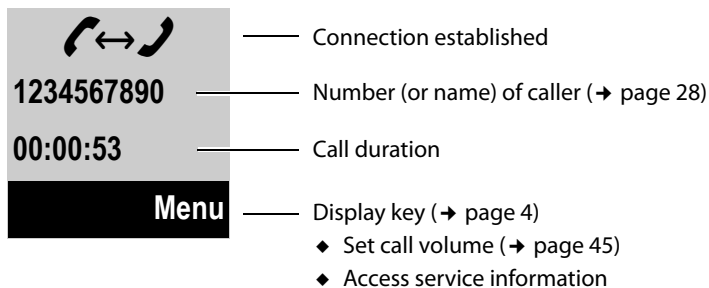 Connection established
1234567890
Number (or name) of caller (➔ page 28)
00:00:53
Call duration
Menu
Display key (➔ page 4)
◆ Set call volume (➔ page 45)
◆ Access service information